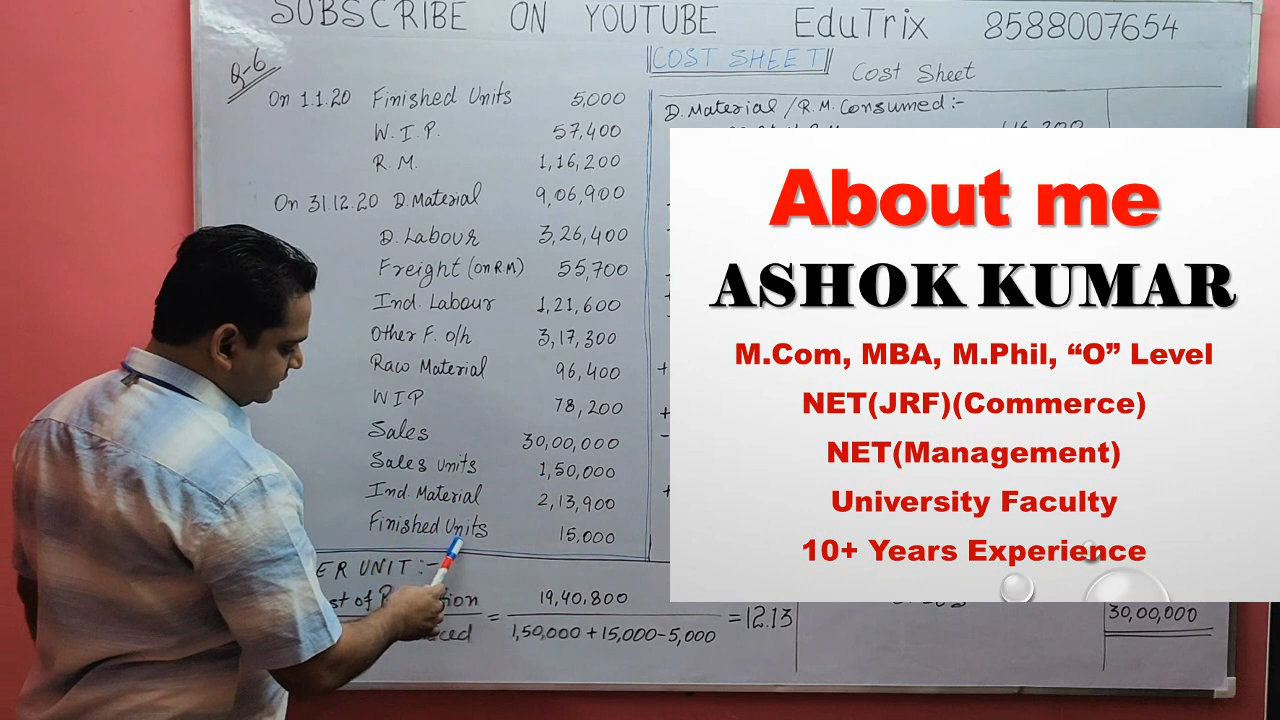 SUBSCRIBE ON YOUTUBE EduTrix 8588007654
Q-6
On 1.1.20 Finished Units 5,000
W.I.P. 57,400
R.M. 1,16,200
On 31.12.20 D.Material 9,06,900
D. Labour 3,26,400
Freight (on R.M) 55,700
Ind. Labour 1,21,600
Other F. o/h 3,17,300
Raw Material 96,400
WIP 78,200
Sales 30,00,000
Sales Units 1,50,000
Ind. Material 2,13,900
Finished Units 15,000
ER UNIT :-
st of P tion = 19,40,800 = 12.13
1,50,000 + 15,000 - 5,000
COST SHEET
Cost Sheet
D. Material / R.M. Consumed :-
About me
ASHOK KUMAR
M.Com, MBA, M.Phil, “O” Level
NET(JRF)(Commerce)
NET(Management)
University Faculty
10+ Years Experience
30,00,000